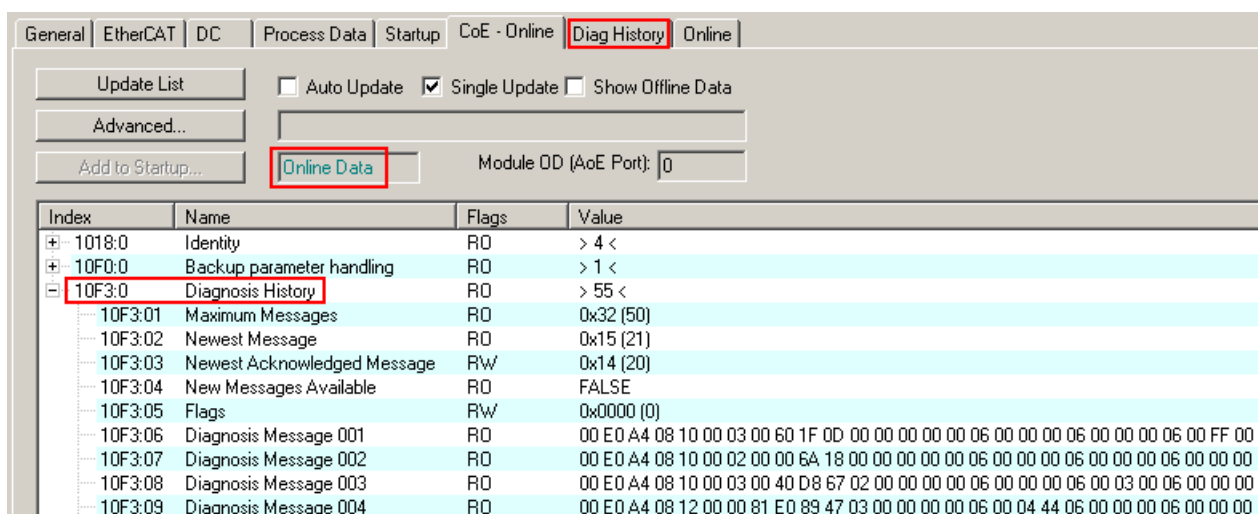 General EtherCAT DC Process Data Startup CoE - Online Diag History Online
Update List Auto Update Single Update Show Offline Data
Advanced...
Add to Startup... Online Data Module OD (AoE Port): 0
Index Name Flags Value
1018:0 Identity RO > 4 <
10F0:0 Backup parameter handling RO > 1 <
10F3:0 Diagnosis History RO > 55 <
10F3:01 Maximum Messages RO 0x32 (50)
10F3:02 Newest Message RO 0x15 (21)
10F3:03 Newest Acknowledged Message RW 0x14 (20)
10F3:04 New Messages Available RO FALSE
10F3:05 Flags RW 0x0000 (0)
10F3:06 Diagnosis Message 001 RO 00 E0 A4 08 10 00 03 00 60 1F 0D 00 00 00 00 00 06 00 00 00 06 00 00 00 06 00 FF 00
10F3:07 Diagnosis Message 002 RO 00 E0 A4 08 10 00 02 00 00 6A 18 00 00 00 00 00 06 00 00 00 06 00 00 00 06 00 00 00
10F3:08 Diagnosis Message 003 RO 00 E0 A4 08 10 00 03 00 40 D8 67 02 00 00 00 00 06 00 00 00 06 00 03 00 06 00 00 00
10F3:09 Diagnosis Message 004 RO 00 E0 A4 08 12 00 00 81 E0 89 47 03 00 00 00 00 06 00 04 44 06 00 00 00 06 00 00 00